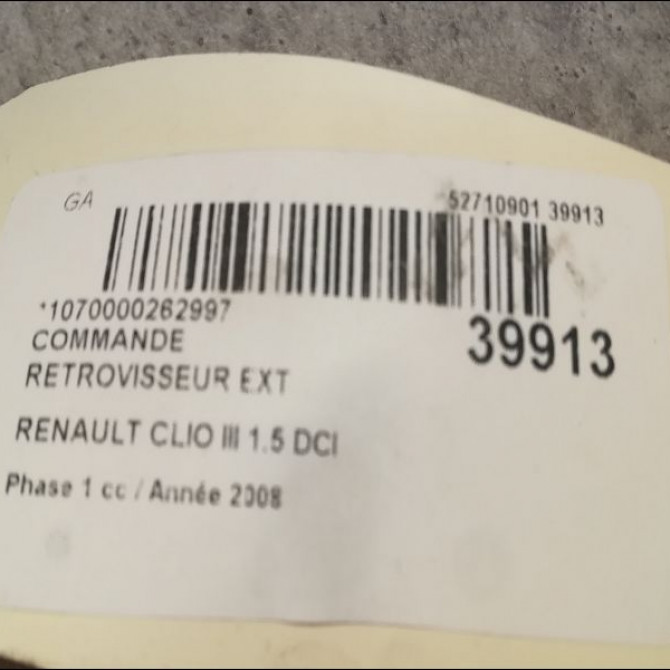 GA
52710901 39913
*1070000262997
39913
COMMANDE
RETROVISSEUR EXT
RENAULT CLIO III 1.5 DCI
Phase 1 cc / Année 2008